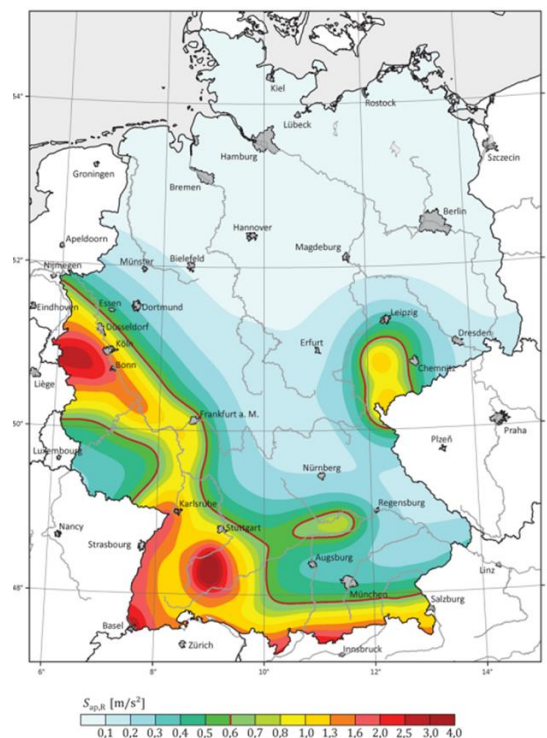 Kiel
54°
Rostock
Lübeck
Hamburg
Szczecin
Groningen
Bremen
Berlin
Hannover
Apeldoorn
Magdeburg
52°
Münster
Bielefeld
Nijmegen
Essen
Dortmund
Eindhoven
Leipzig
Düsseldorf
Dresden
Köln
Erfurt
Chemnitz
Bonn
Liège
Frankfurt a. M.
50°
Praha
Luxembourg
Plzeň
Nürnberg
Karlsruhe
Regensburg
Nancy
Stuttgart
Strasbourg
Augsburg
Linz
48°
München
Salzburg
Basel
Zürich
Innsbruck
6° 8° 10° 12° 14°
Sap,R [m/s²]
0,1 0,2 0,3 0,4 0,5 0,6 0,7 0,8 1,0 1,3 1,6 2,0 2,5 3,0 4,0